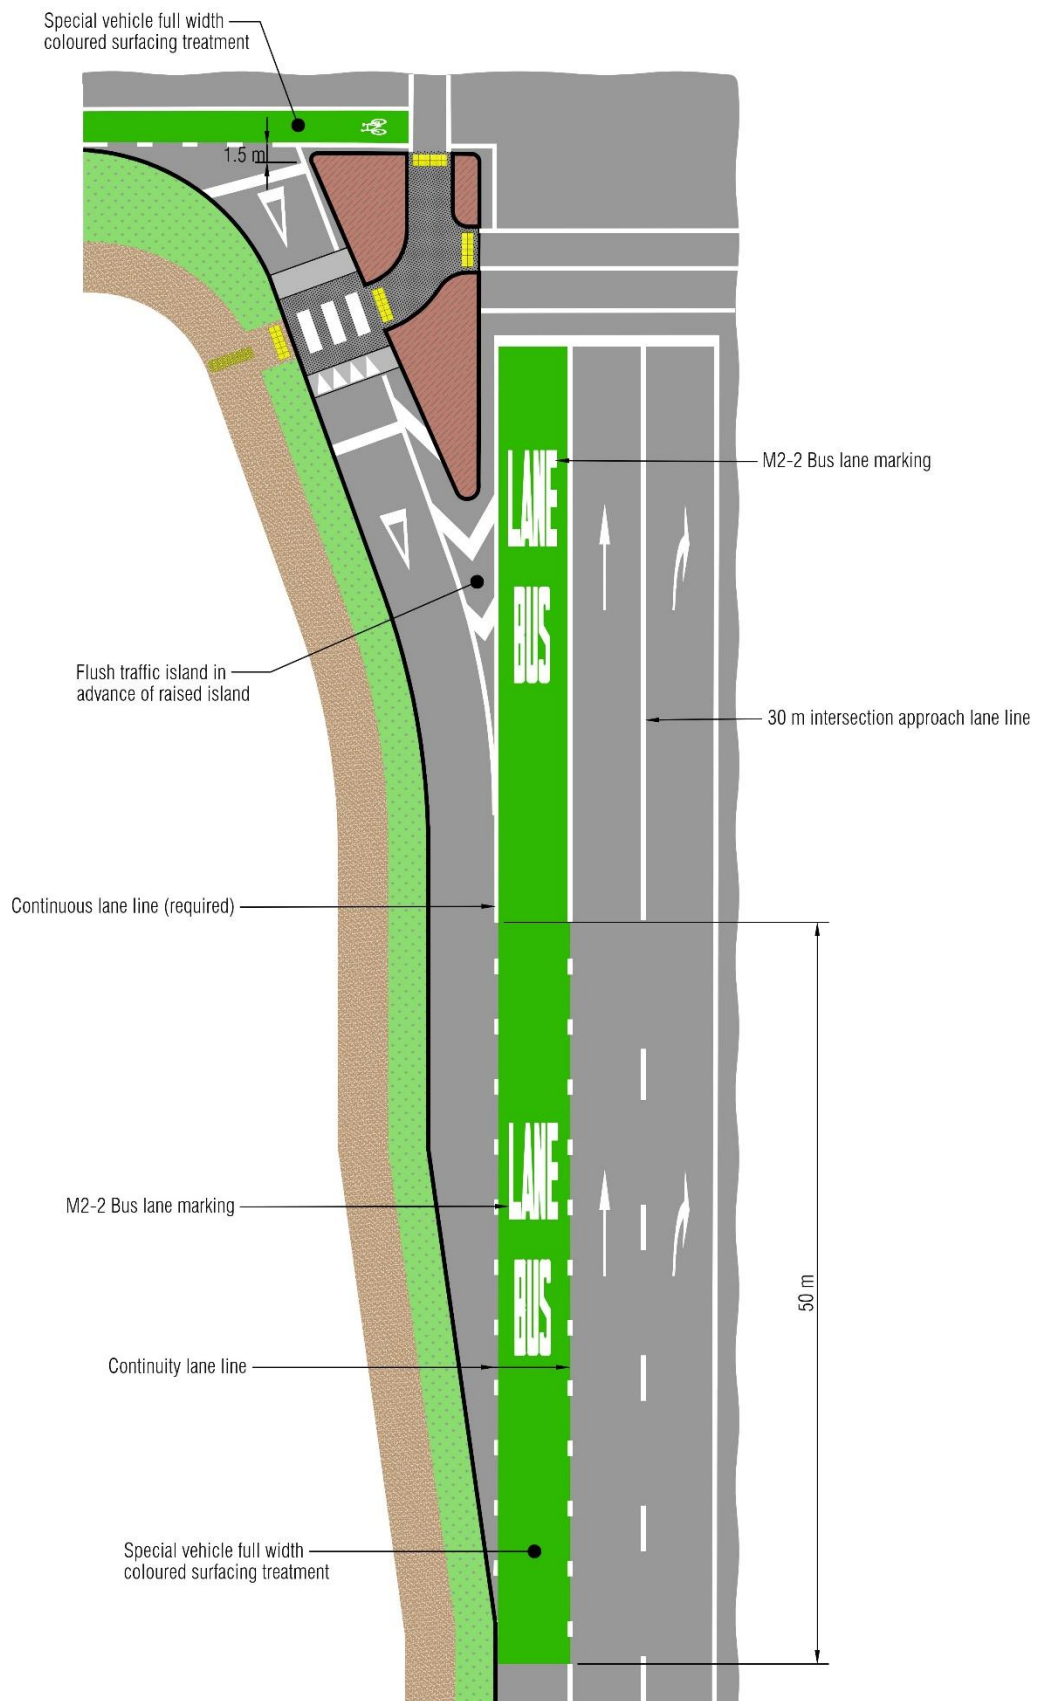 Special vehicle full width
coloured surfacing treatment
1.5 m
M2-2 Bus lane marking
LANE
BUS
Flush traffic island in
advance of raised island
30 m intersection approach lane line
Continuous lane line (required)
LANE
M2-2 Bus lane marking
BUS
50 m
Continuity lane line
Special vehicle full width
coloured surfacing treatment